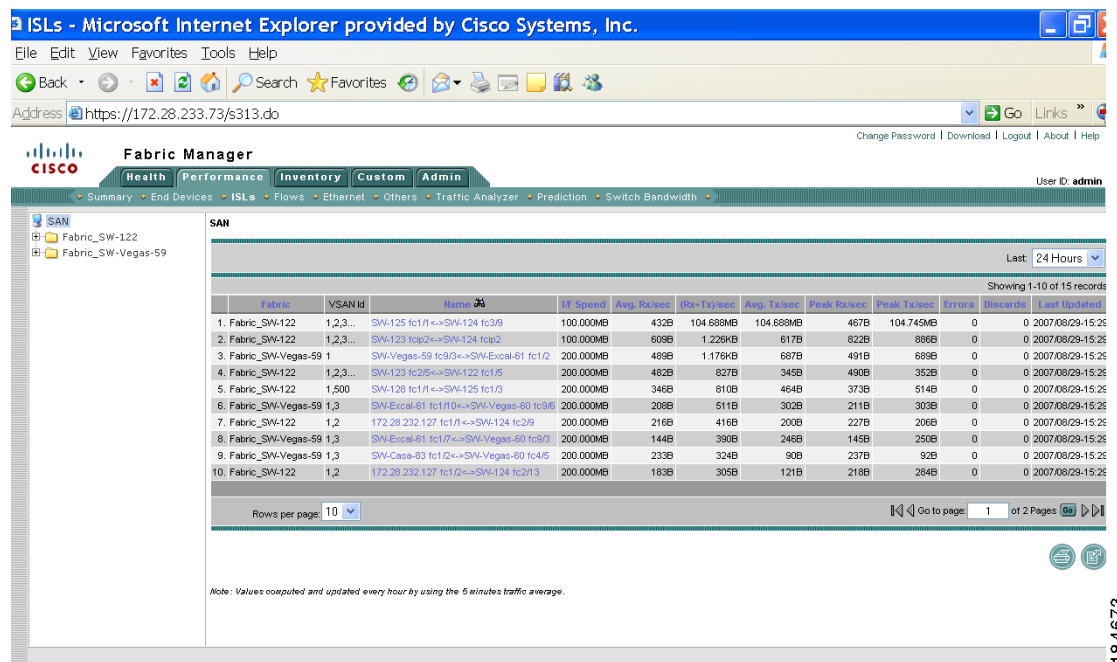 ISLs - Microsoft Internet Explorer provided by Cisco Systems, Inc.
File Edit View Favorites Tools Help
Back Search Favorites
Address https://172.28.233.73/s313.do Go Links »
Change Password | Download | Logout | About | Help
CISCO Fabric Manager
Health Performance Inventory Custom Admin
User ID: admin
Summary End Devices ISLs Flows Ethernet Others Traffic Analyzer Prediction Switch Bandwidth
SAN
Fabric_SW-122
Fabric_SW-Vegas-59
SAN
Last: 24 Hours
Showing 1-10 of 15 records
Fabric VSAN Id Name I/F Speed Avg. Rx/sec (Rx+Tx)/sec Avg. Tx/sec Peak Rx/sec Peak Tx/sec Errors Discards Last Updated
1. Fabric_SW-122 1,2,3... SW-125 fc1/1<->SW-124 fc3/9 100.000MB 432B 104.688MB 104.688MB 467B 104.745MB 0 0 2007/08/29-15:29
2. Fabric_SW-122 1,2,3... SW-123 fcip2<->SW-124 fcip2 100.000MB 609B 1.226KB 617B 822B 886B 0 0 2007/08/29-15:29
3. Fabric_SW-Vegas-59 1 SW-Vegas-59 fc9/3<->SW-Excal-61 fc1/2 200.000MB 489B 1.176KB 687B 491B 689B 0 0 2007/08/29-15:29
4. Fabric_SW-122 1,2,3... SW-123 fc2/5<->SW-122 fc1/5 200.000MB 482B 827B 345B 490B 352B 0 0 2007/08/29-15:29
5. Fabric_SW-122 1,500 SW-128 fc1/1<->SW-125 fc1/3 200.000MB 346B 810B 464B 373B 514B 0 0 2007/08/29-15:29
6. Fabric_SW-Vegas-59 1,3 SW-Excal-61 fc1/10<->SW-Vegas-60 fc9/6 200.000MB 208B 511B 302B 211B 303B 0 0 2007/08/29-15:29
7. Fabric_SW-122 1,2 172.28.232.127 fc1/1<->SW-124 fc2/9 200.000MB 216B 416B 200B 227B 206B 0 0 2007/08/29-15:29
8. Fabric_SW-Vegas-59 1,3 SW-Excal-61 fc1/7<->SW-Vegas-60 fc9/3 200.000MB 144B 390B 246B 145B 250B 0 0 2007/08/29-15:29
9. Fabric_SW-Vegas-59 1,3 SW-Casa-83 fc1/2<->SW-Vegas-60 fc4/5 200.000MB 233B 324B 90B 237B 92B 0 0 2007/08/29-15:29
10. Fabric_SW-122 1,2 172.28.232.127 fc1/2<->SW-124 fc2/13 200.000MB 183B 305B 121B 218B 284B 0 0 2007/08/29-15:29
Rows per page: 10 Go to page: 1 of 2 Pages Go
Note: Values computed and updated every hour by using the 5 minutes traffic average.